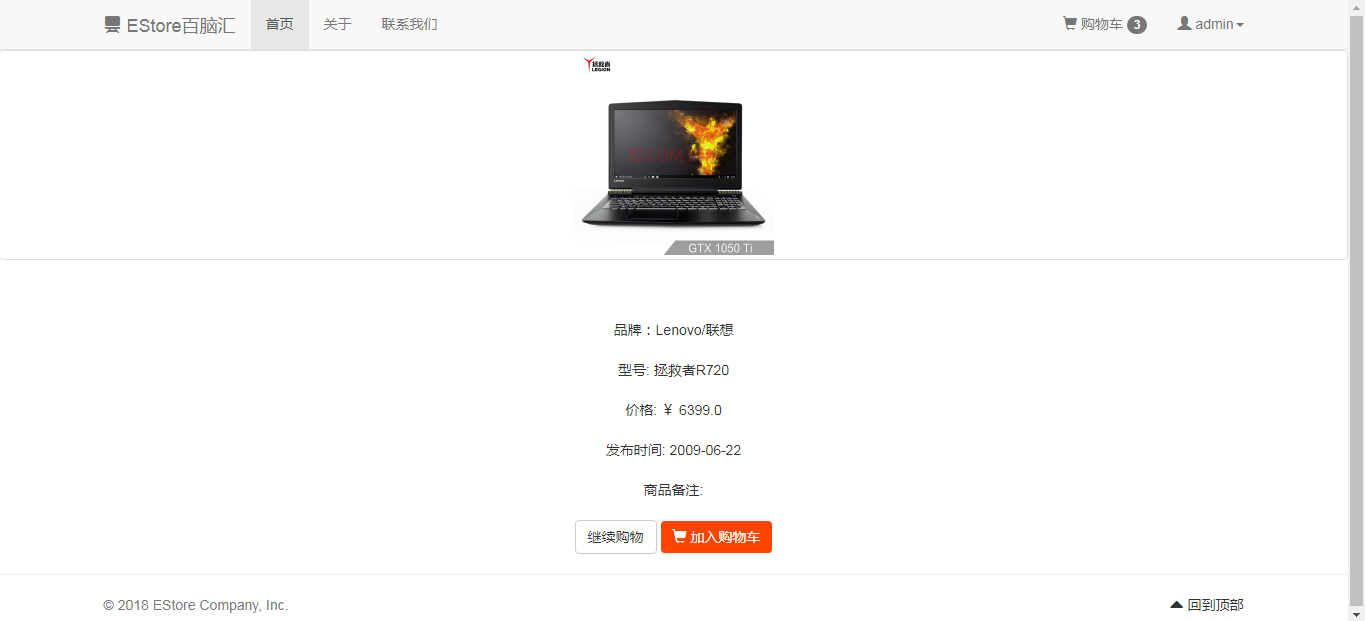 EStore百脑汇 首页 关于 联系我们 购物车 3 admin
拯救者
LEGION
JD.COM
GTX 1050 Ti
品牌：Lenovo/联想
型号: 拯救者R720
价格: ￥ 6399.0
发布时间: 2009-06-22
商品备注:
继续购物 加入购物车
© 2018 EStore Company, Inc. 回到顶部